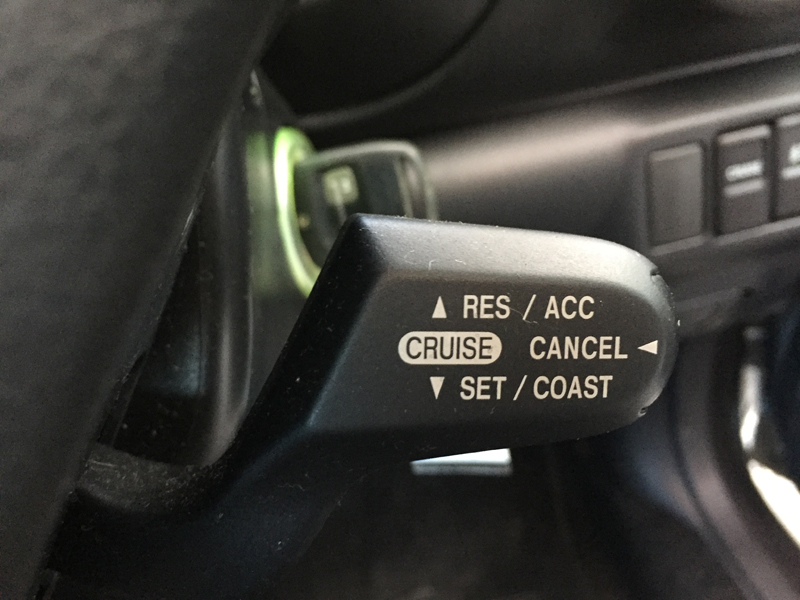 ▲ RES / ACC
CRUISE CANCEL ◄
▼ SET / COAST